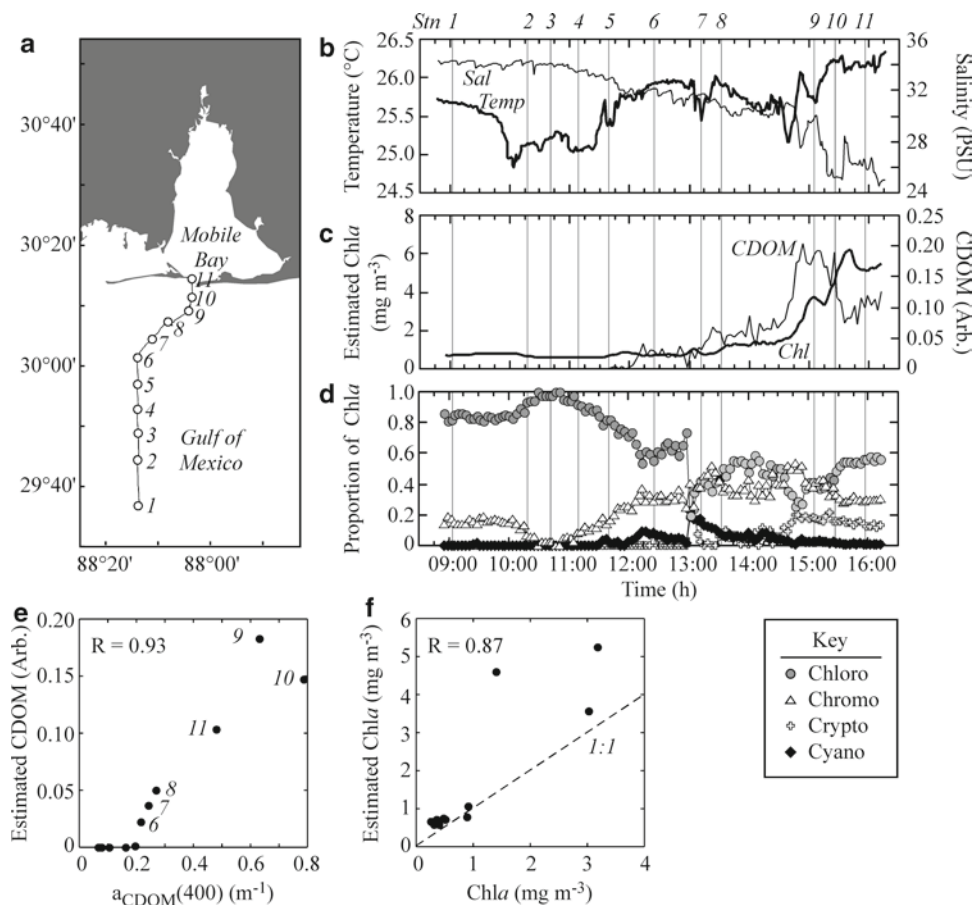 Stn 1 2 3 4 5 6 7 8 9 10 11
a
30°40'
30°20'
30°00'
29°40'
88°20' 88°00'
Mobile
Bay
11
10
9
8
7
6
5
4
3
2
1
Gulf of
Mexico
b
Temperature (°C)
26.5
26.0
25.5
25.0
24.5
Sal
Temp
36
32
28
24
Salinity (PSU)
c
Estimated Chla
(mg m-3)
8
6
4
2
0
CDOM
Chl
0.25
0.20
0.15
0.10
0.05
0
CDOM (Arb.)
d
Proportion of Chla
1.0
0.8
0.6
0.4
0.2
0
09:00 10:00 11:00 12:00 13:00 14:00 15:00 16:00
Time (h)
e
Estimated CDOM (Arb.)
0.20
0.15
0.10
0.05
0
R = 0.93
9
10
11
8
7
6
0 0.2 0.4 0.6 0.8
aCDOM(400) (m-1)
f
Estimated Chla (mg m-3)
6
5
4
3
2
1
0
R = 0.87
1:1
0 1 2 3 4
Chla (mg m-3)
Key
Chloro
Chromo
Crypto
Cyano